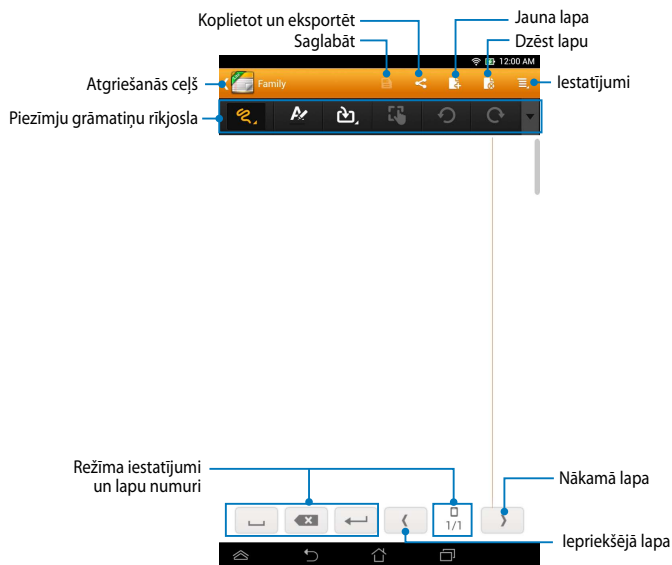 Koplietot un eksportēt
Jauna lapa
Saglabāt
Dzēst lapu
12:00 AM
Atgriešanās ceļš
Family
Iestatījumi
Piezīmju grāmatiņu rīkjosla
Režīma iestatījumi
un lapu numuri
Nākamā lapa
1/1
Iepriekšējā lapa